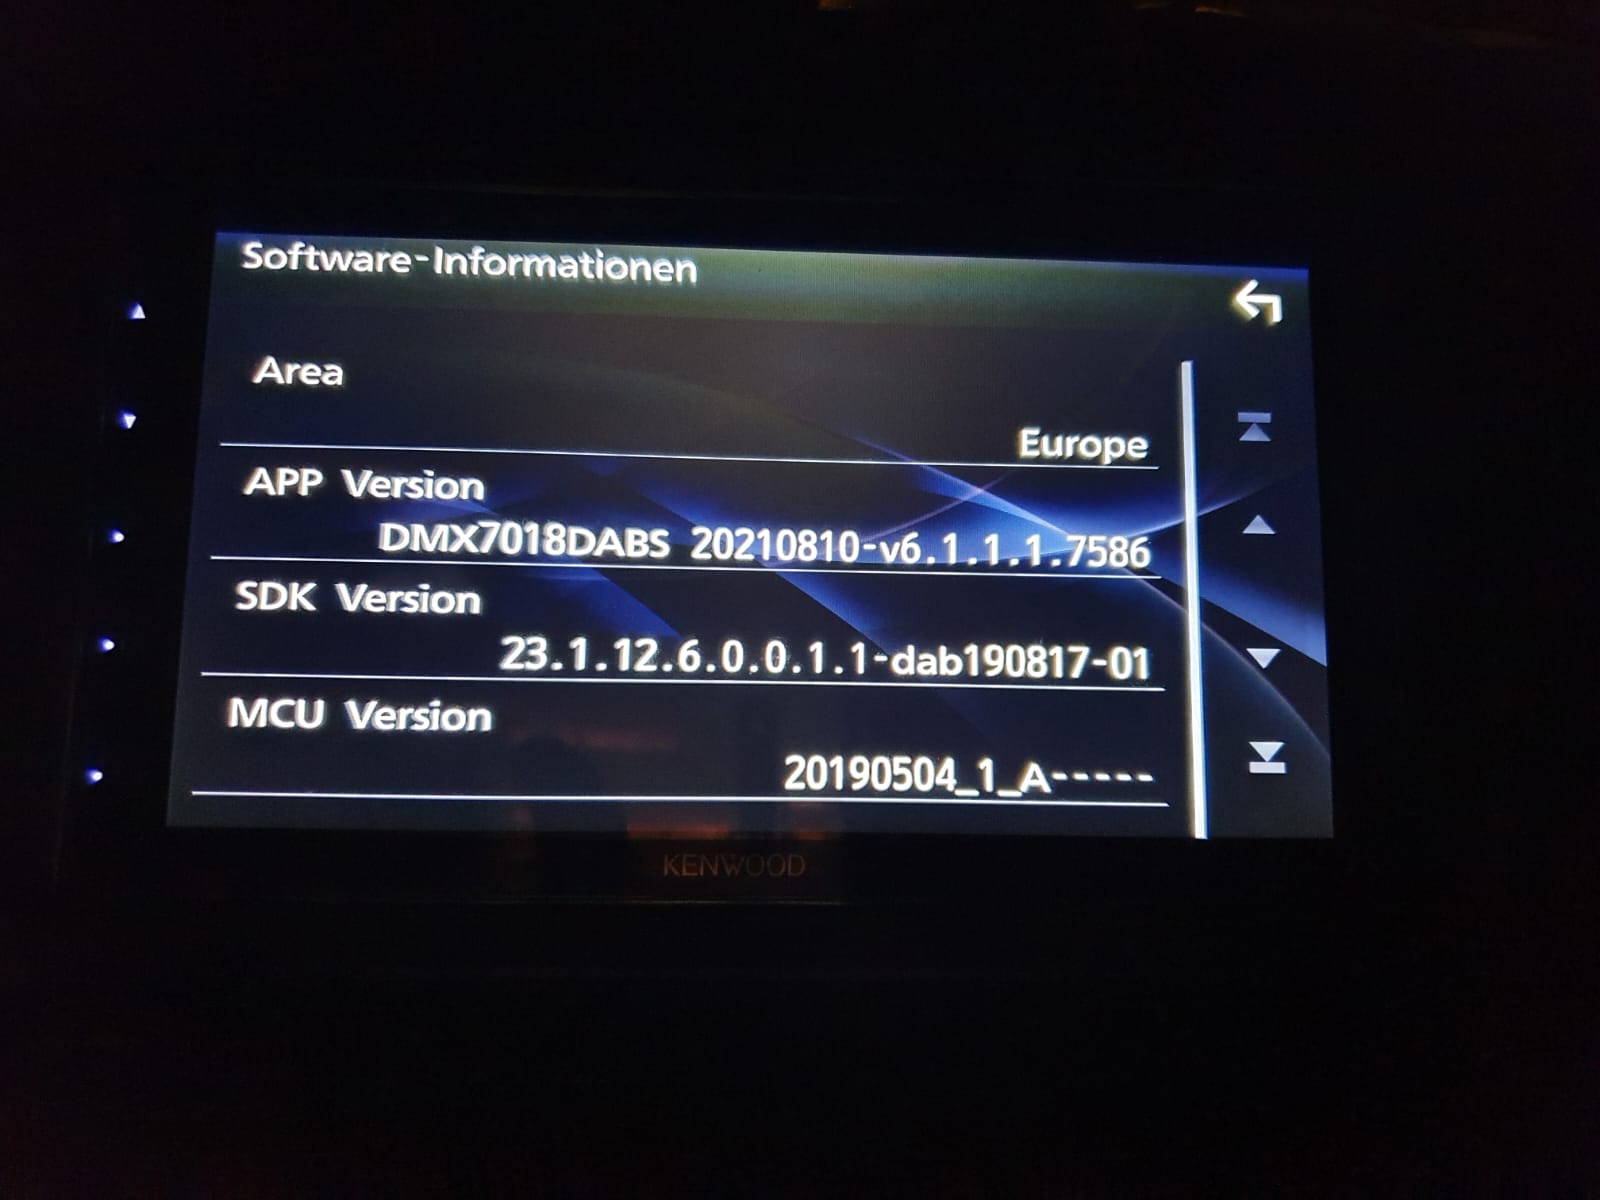 Software-Informationen
Area
Europe
APP Version
DMX7018DABS 20210810-v6.1.1.1.7586
SDK Version
23.1.12.6.0.0.1.1-dab190817-01
MCU Version
20190504_1_A-----
KENWOOD